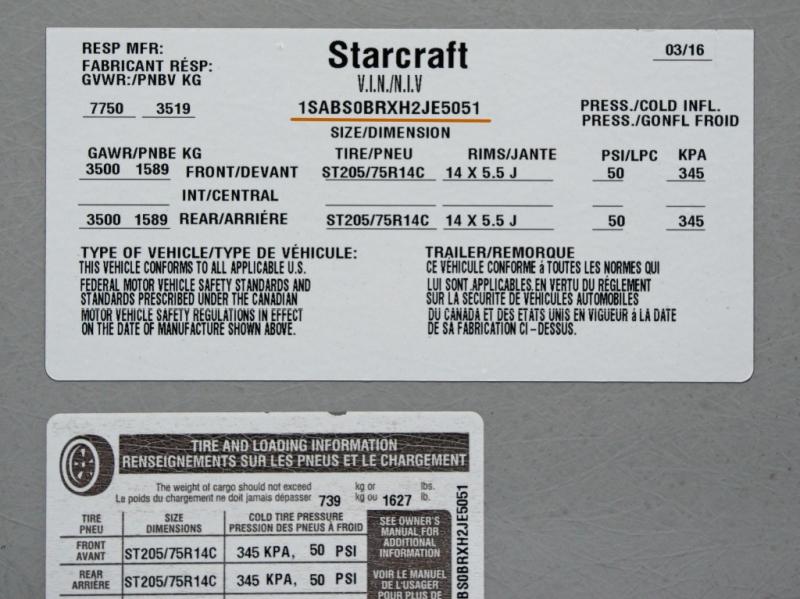 RESP MFR:
FABRICANT RÉSP:
GVWR:/PNBV KG
7750 3519
Starcraft
V.I.N./N.I.V
1SABS0BRXH2JE5051
SIZE/DIMENSION
03/16
PRESS./COLD INFL.
PRESS./GONFL FROID
GAWR/PNBE KG TIRE/PNEU RIMS/JANTE PSI/LPC KPA
3500 1589 FRONT/DEVANT ST205/75R14C 14 X 5.5 J 50 345
INT/CENTRAL
3500 1589 REAR/ARRIÉRE ST205/75R14C 14 X 5.5 J 50 345
TYPE OF VEHICLE/TYPE DE VÉHICULE:
THIS VEHICLE CONFORMS TO ALL APPLICABLE U.S.
FEDERAL MOTOR VEHICLE SAFETY STANDARDS AND
STANDARDS PRESCRIBED UNDER THE CANADIAN
MOTOR VEHICLE SAFETY REGULATIONS IN EFFECT
ON THE DATE OF MANUFACTURE SHOWN ABOVE.
TRAILER/REMORQUE
CE VÉHICULE CONFORME á TOUTES LES NORMES QUI
LUI SONT APPLICABLES EN VERTU DU RÉGLEMENT
SUR LA SECURITE DE VEHICULES AUTOMOBILES
DU CANADA ET DES ETATS UNIS EN VIGUEUR á LA DATE
DE SA FABRICATION CI-DESSUS.
TIRE AND LOADING INFORMATION
RENSEIGNEMENTS SUR LES PNEUS ET LE CHARGEMENT
The weight of cargo should not exceed kg or lbs.
Le poids du chargement ne doit jamais dépasser 739 kg ou 1627 lb.
TIRE SIZE COLD TIRE PRESSURE
PNEU DIMENSIONS PRESSION DES PNEUS À FROID
FRONT
AVANT ST205/75R14C 345 KPA, 50 PSI
REAR
ARRIÈRE ST205/75R14C 345 KPA, 50 PSI
SEE OWNER'S
MANUAL FOR
ADDITIONAL
INFORMATION
VOIR LE MANUEL
DE L'USAGER
POUR PLUS DE
BS0BRXH2JE5051